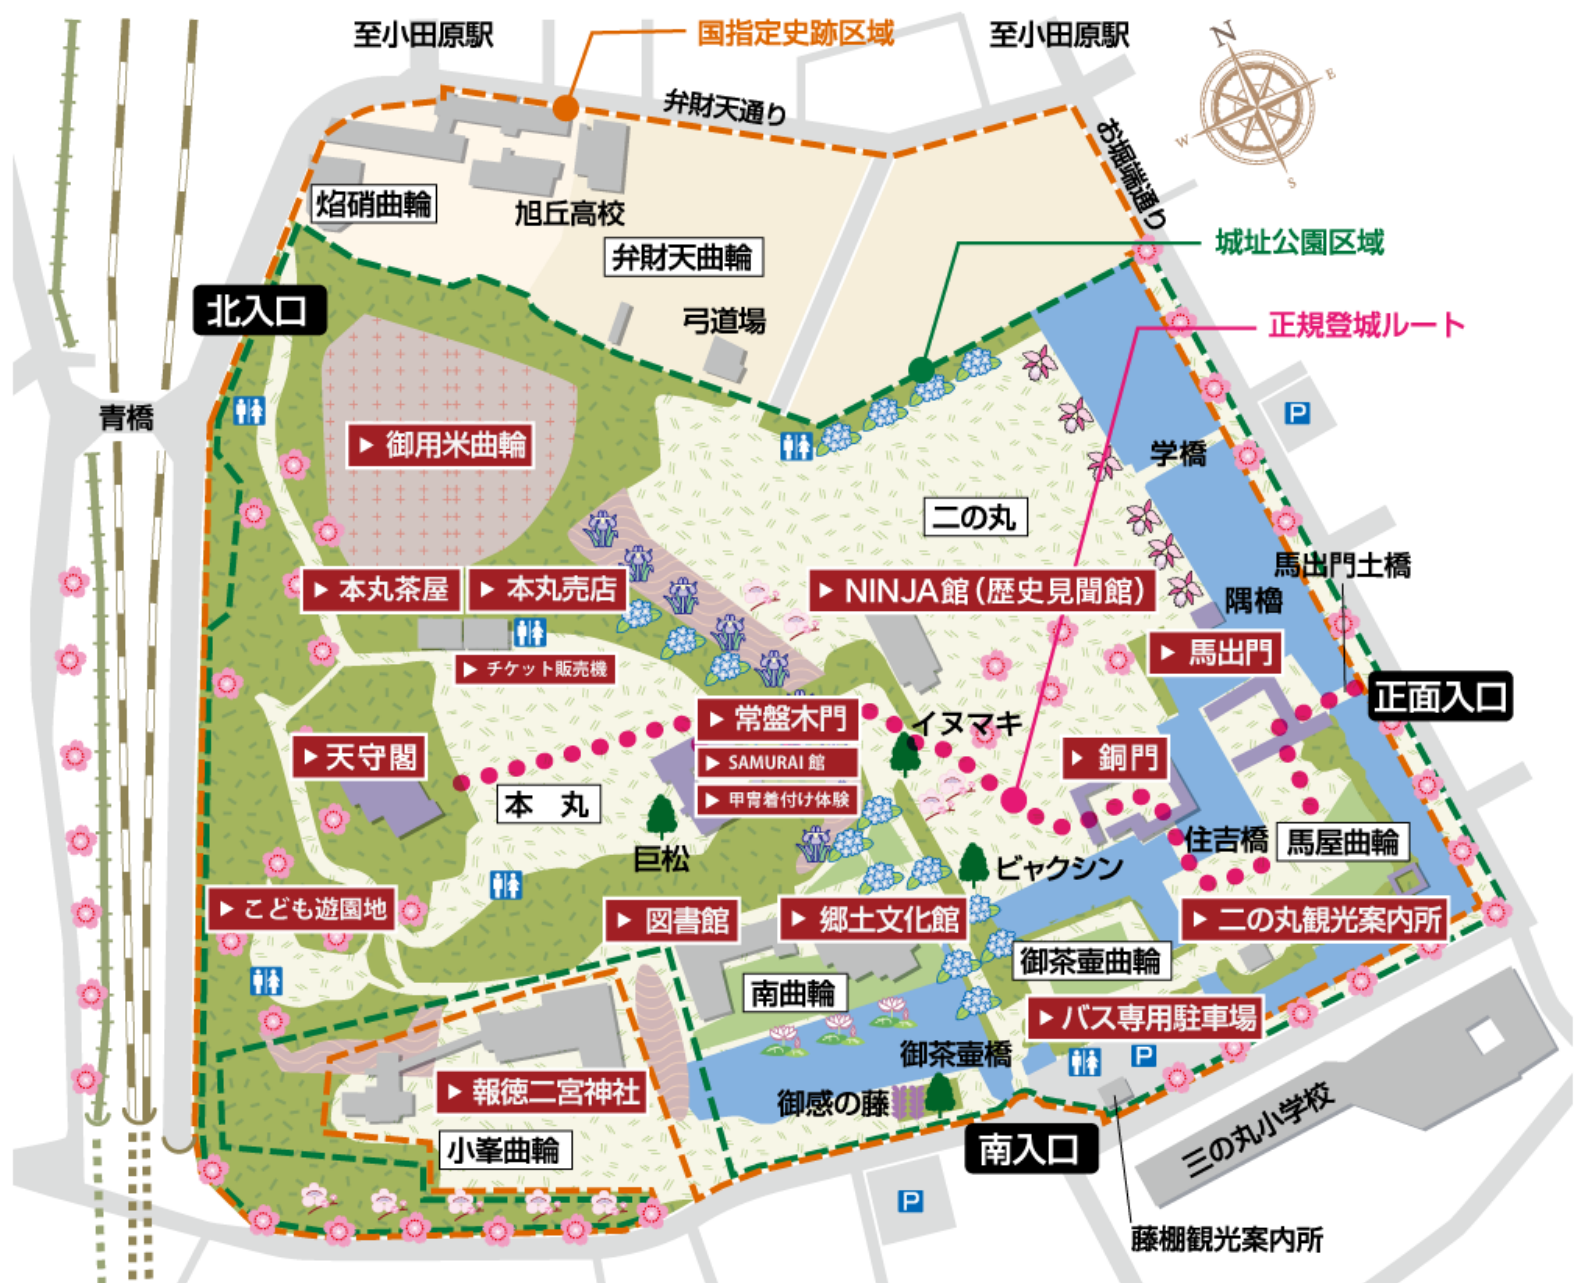 至小田原駅
国指定史跡区域
至小田原駅
N
E
W
S
弁財天通り
お堀端通り
焔硝曲輪
旭丘高校
弁財天曲輪
城址公園区域
北入口
弓道場
正規登城ルート
青橋
P
御用米曲輪
学橋
二の丸
馬出門土橋
本丸茶屋
本丸売店
NINJA館（歴史見聞館）
隅櫓
チケット販売機
馬出門
正面入口
常盤木門
イヌマキ
天守閣
SAMURAI 館
銅門
甲冑着付け体験
本 丸
巨松
住吉橋
馬屋曲輪
ビャクシン
こども遊園地
図書館
郷土文化館
二の丸観光案内所
御茶壷曲輪
南曲輪
バス専用駐車場
御茶壷橋
P
報徳二宮神社
御感の藤
小峯曲輪
南入口
三の丸小学校
P
藤棚観光案内所